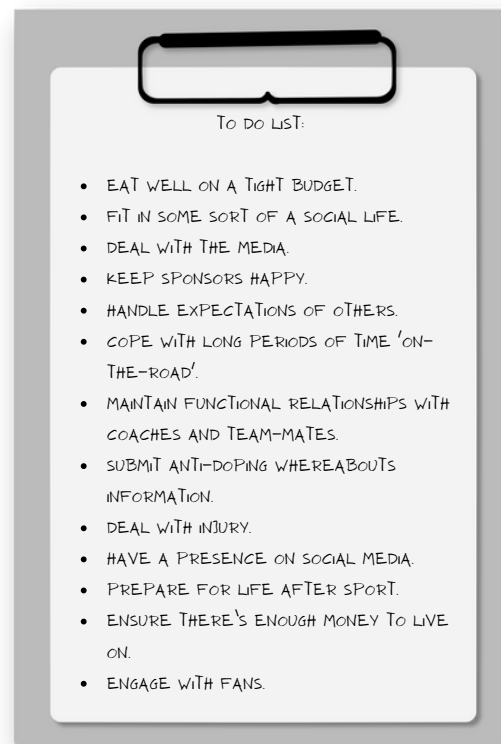 TO DO LIST:
• EAT WELL ON A TIGHT BUDGET.
• FIT IN SOME SORT OF A SOCIAL LIFE.
• DEAL WITH THE MEDIA.
• KEEP SPONSORS HAPPY.
• HANDLE EXPECTATIONS OF OTHERS.
• COPE WITH LONG PERIODS OF TIME 'ON-
THE-ROAD'.
• MAINTAIN FUNCTIONAL RELATIONSHIPS WITH
COACHES AND TEAM-MATES.
• SUBMIT ANTI-DOPING WHEREABOUTS
INFORMATION.
• DEAL WITH INJURY.
• HAVE A PRESENCE ON SOCIAL MEDIA.
• PREPARE FOR LIFE AFTER SPORT.
• ENSURE THERE'S ENOUGH MONEY TO LIVE
ON.
• ENGAGE WITH FANS.